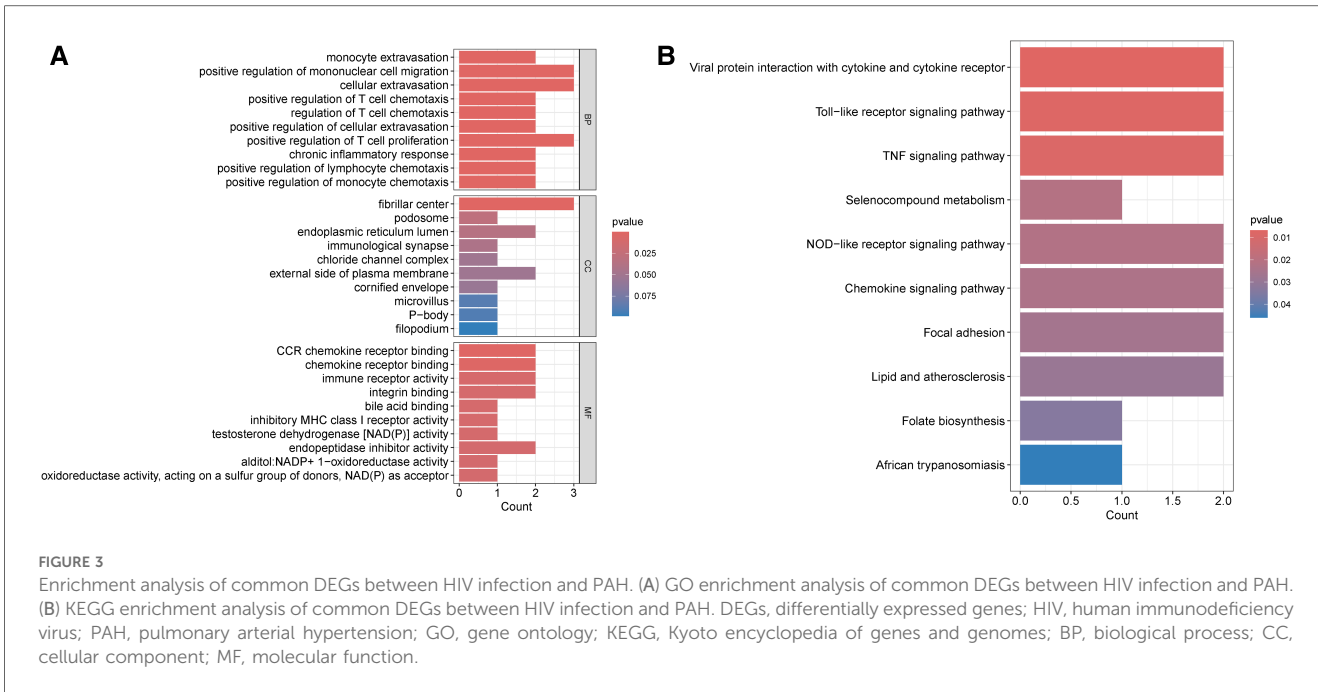 A
monocyte extravasation
positive regulation of mononuclear cell migration
cellular extravasation
positive regulation of T cell chemotaxis
regulation of T cell chemotaxis
positive regulation of cellular extravasation
positive regulation of T cell proliferation
chronic inflammatory response
positive regulation of lymphocyte chemotaxis
positive regulation of monocyte chemotaxis
BP
fibrillar center
podosome
endoplasmic reticulum lumen
immunological synapse
chloride channel complex
external side of plasma membrane
cornified envelope
microvillus
P−body
filopodium
CC
CCR chemokine receptor binding
chemokine receptor binding
immune receptor activity
integrin binding
bile acid binding
inhibitory MHC class I receptor activity
testosterone dehydrogenase [NAD(P)] activity
endopeptidase inhibitor activity
alditol:NADP+ 1−oxidoreductase activity
oxidoreductase activity, acting on a sulfur group of donors, NAD(P) as acceptor
MF
0 1 2 3
Count
pvalue
0.025
0.050
0.075
B
Viral protein interaction with cytokine and cytokine receptor
Toll−like receptor signaling pathway
TNF signaling pathway
Selenocompound metabolism
NOD−like receptor signaling pathway
Chemokine signaling pathway
Focal adhesion
Lipid and atherosclerosis
Folate biosynthesis
African trypanosomiasis
0.0 0.5 1.0 1.5 2.0
Count
pvalue
0.01
0.02
0.03
0.04
FIGURE 3
Enrichment analysis of common DEGs between HIV infection and PAH. (A) GO enrichment analysis of common DEGs between HIV infection and PAH.
(B) KEGG enrichment analysis of common DEGs between HIV infection and PAH. DEGs, differentially expressed genes; HIV, human immunodeficiency
virus; PAH, pulmonary arterial hypertension; GO, gene ontology; KEGG, Kyoto encyclopedia of genes and genomes; BP, biological process; CC,
cellular component; MF, molecular function.